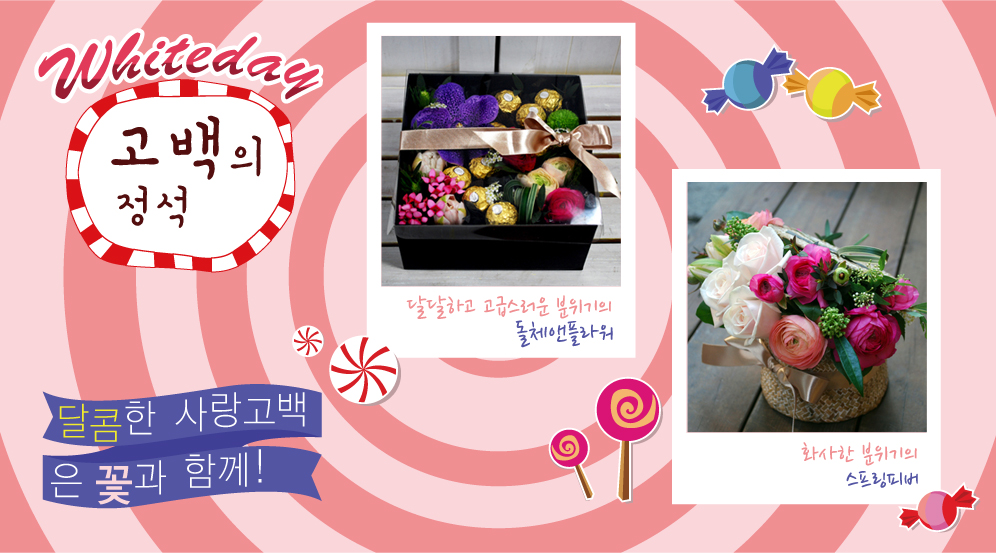 Whiteday
고백의
정석
달달하고 고급스러운 분위기의
돌체앤플라워
화사한 분위기의
스프링피버
달콤한 사랑고백
은 꽃과 함께!